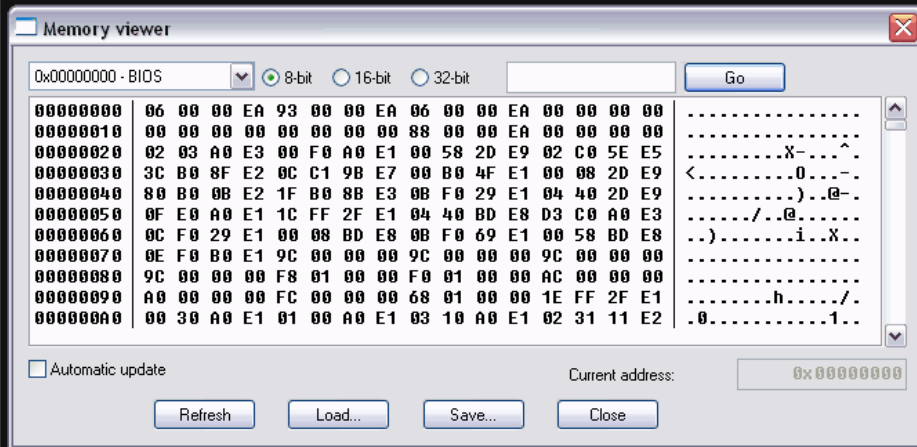 Memory viewer
0x00000000 - BIOS 8-bit 16-bit 32-bit Go
00000000 06 00 00 EA 93 00 00 EA 06 00 00 EA 00 00 00 00 ................
00000010 00 00 00 00 00 00 00 00 88 00 00 EA 00 00 00 00 ................
00000020 02 03 A0 E3 00 F0 A0 E1 00 58 2D E9 02 C0 5E E5 .........X-...^.
00000030 3C B0 8F E2 0C C1 9B E7 00 B0 4F E1 00 08 2D E9 <.........O...-.
00000040 80 B0 0B E2 1F B0 8B E3 0B F0 29 E1 04 40 2D E9 ..........)..@-.
00000050 0F E0 A0 E1 1C FF 2F E1 04 40 BD E8 D3 C0 A0 E3 ....../..@......
00000060 0C F0 29 E1 00 08 BD E8 0B F0 69 E1 00 58 BD E8 ..).......i..X..
00000070 0E F0 B0 E1 9C 00 00 00 9C 00 00 00 9C 00 00 00 ................
00000080 9C 00 00 00 F8 01 00 00 F0 01 00 00 AC 00 00 00 ................
00000090 A0 00 00 00 FC 00 00 00 68 01 00 00 1E FF 2F E1 ........h...../.
000000A0 00 30 A0 E1 01 00 A0 E1 03 10 A0 E1 02 31 11 E2 .0...........1..
Automatic update Current address: 0x00000000
Refresh Load... Save... Close